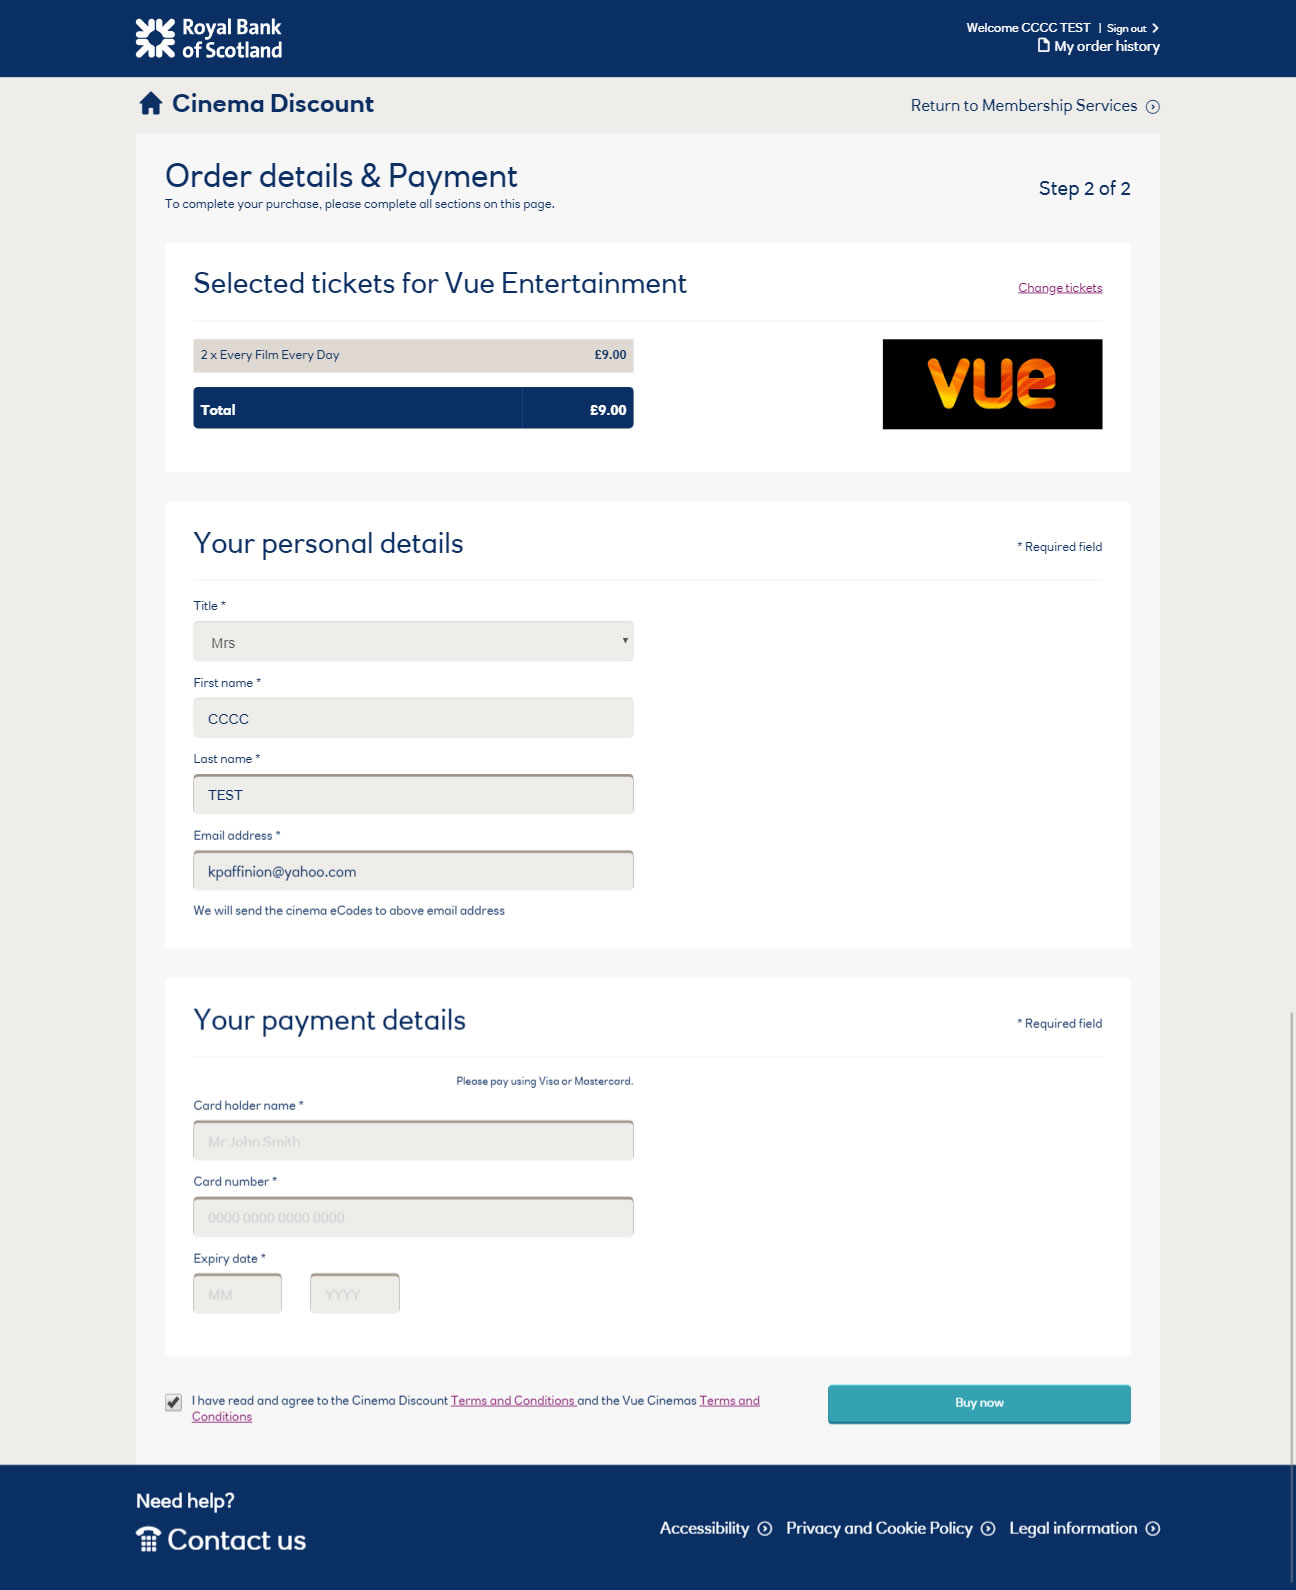 Royal Bank
of Scotland
Welcome CCCC TEST | Sign out
My order history
Cinema Discount
Return to Membership Services
Order details & Payment
To complete your purchase, please complete all sections on this page.
Step 2 of 2
Selected tickets for Vue Entertainment
Change tickets
2 x Every Film Every Day £9.00
Total £9.00
vue
Your personal details
* Required field
Title *
Mrs
First name *
CCCC
Last name *
TEST
Email address *
kpaffinion@yahoo.com
We will send the cinema eCodes to above email address
Your payment details
* Required field
Please pay using Visa or Mastercard.
Card holder name *
Mr John Smith
Card number *
0000 0000 0000 0000
Expiry date *
MM YYYY
I have read and agree to the Cinema Discount Terms and Conditions and the Vue Cinemas Terms and
Conditions
Buy now
Need help?
Contact us
Accessibility Privacy and Cookie Policy Legal information